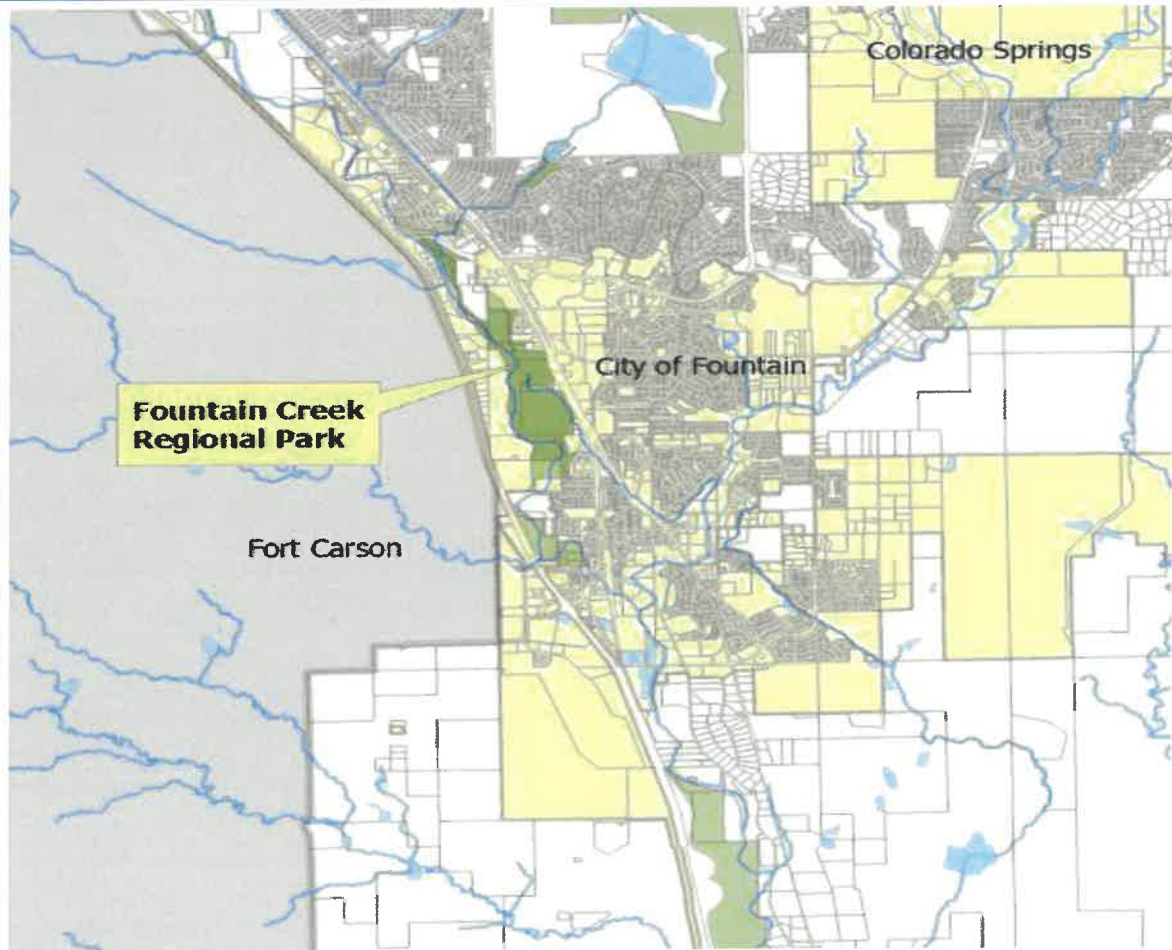 Colorado Springs
City of Fountain
Fountain Creek
Regional Park
Fort Carson